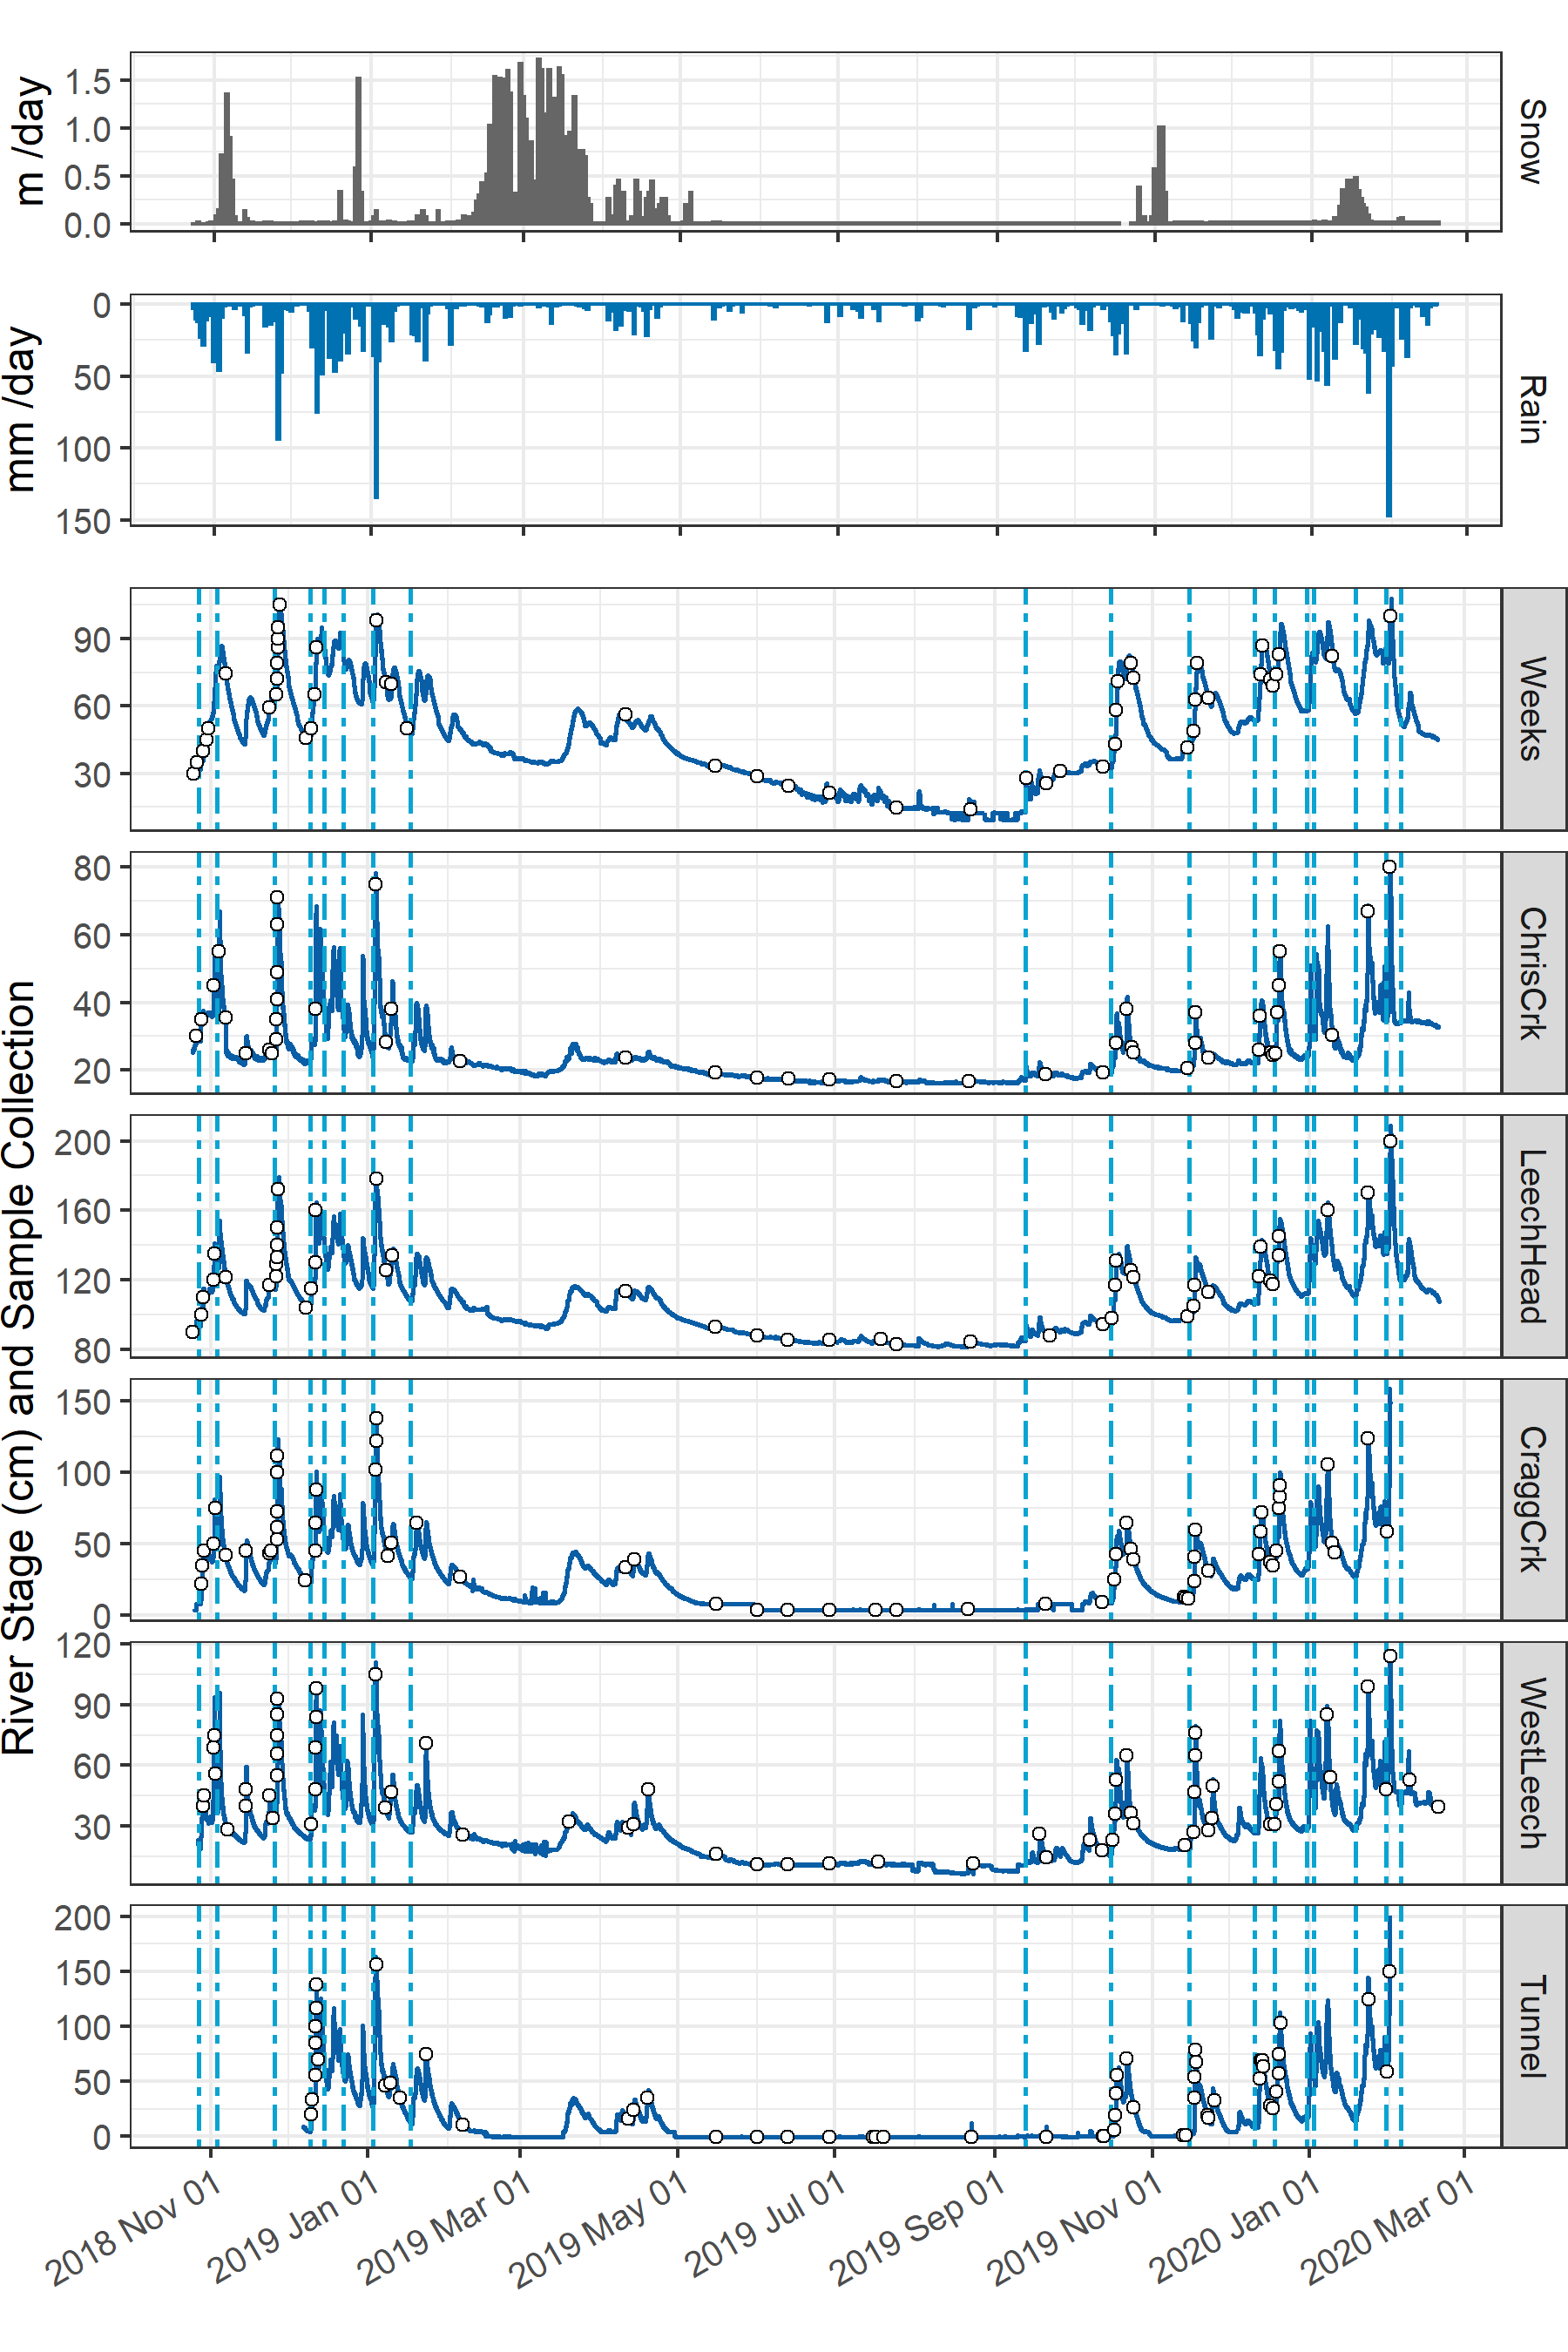 m /day
1.5
1.0
0.5
0.0
Snow
mm /day
0
50
100
150
Rain
River Stage (cm) and Sample Collection
90
60
30
Weeks
80
60
40
20
ChrisCrk
200
160
120
80
LeechHead
150
100
50
0
CraggCrk
120
90
60
30
WestLeech
200
150
100
50
0
Tunnel
2018 Nov 01
2019 Jan 01
2019 Mar 01
2019 May 01
2019 Jul 01
2019 Sep 01
2019 Nov 01
2020 Jan 01
2020 Mar 01